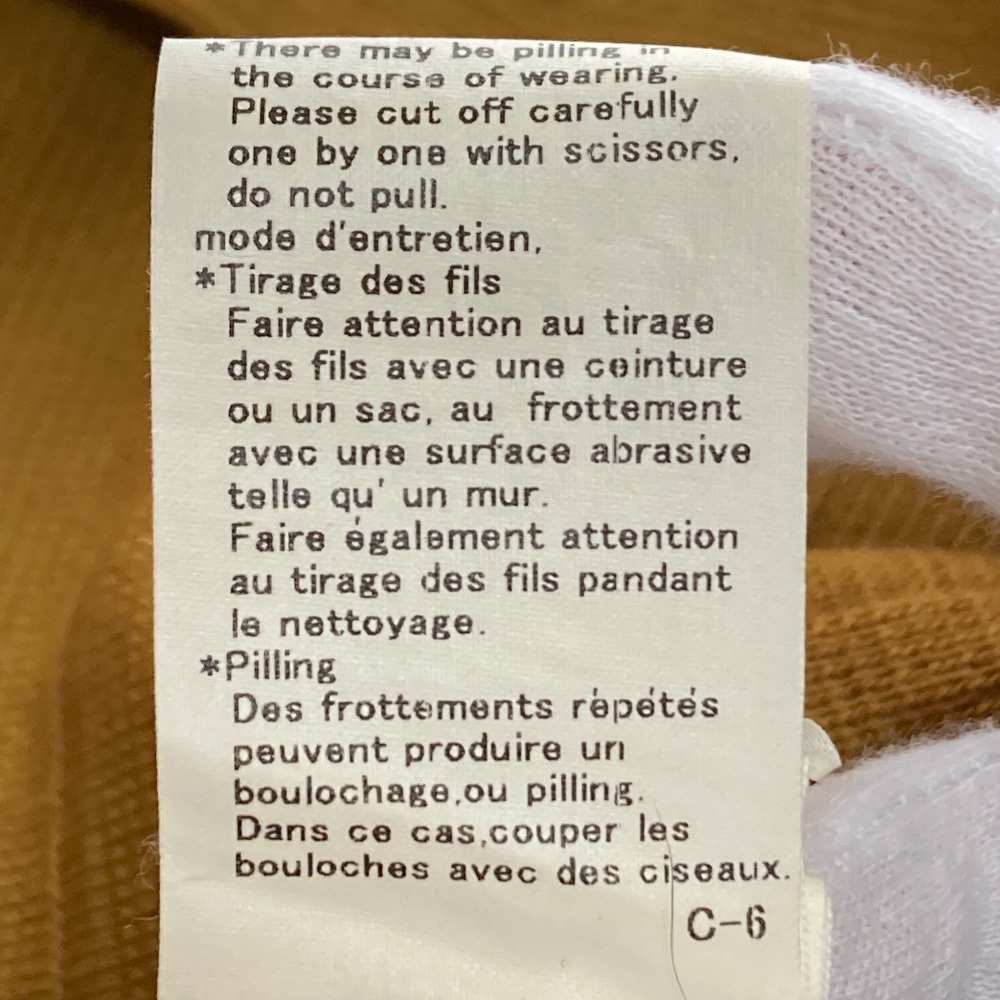 *There may be pilling in
the course of wearing.
Please cut off carefully
one by one with scissors,
do not pull.
mode d'entretien,
*Tirage des fils
Faire attention au tirage
des fils avec une ceinture
ou un sac, au frottement
avec une surface abrasive
telle qu' un mur.
Faire également attention
au tirage des fils pandant
le nettoyage.
*Pilling
Des frottements rèpétés
peuvent produire un
boulochage,ou pilling.
Dans ce cas,couper les
bouloches avec des ciseaux.
C-6